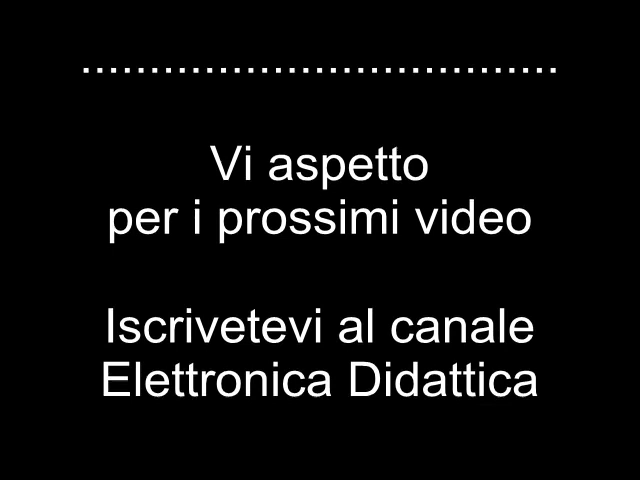 ...................................
Vi aspetto
per i prossimi video
Iscrivetevi al canale
Elettronica Didattica